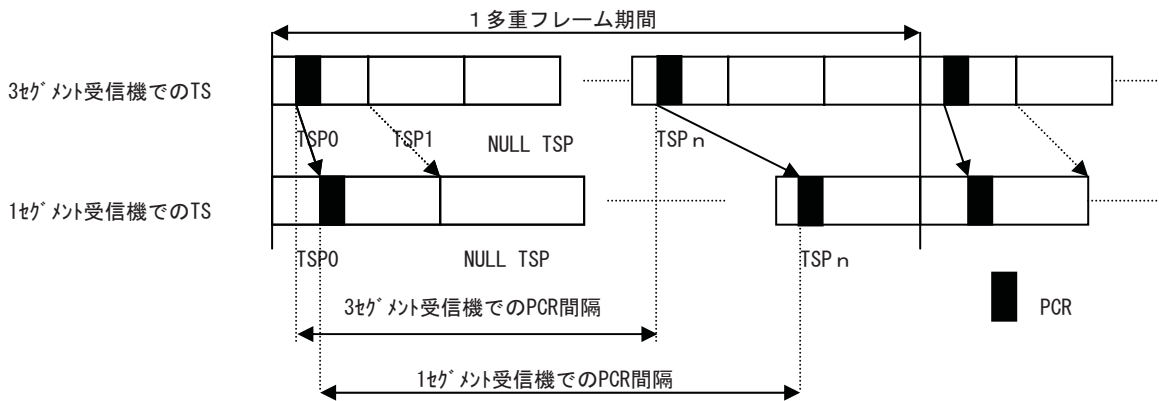 １多重フレーム期間
3ｾｸﾞﾒﾝﾄ受信機でのTS
TSP0 TSP1 NULL TSP TSPｎ
1ｾｸﾞﾒﾝﾄ受信機でのTS
TSP0 NULL TSP TSPｎ
3ｾｸﾞﾒﾝﾄ受信機でのPCR間隔
PCR
1ｾｸﾞﾒﾝﾄ受信機でのPCR間隔